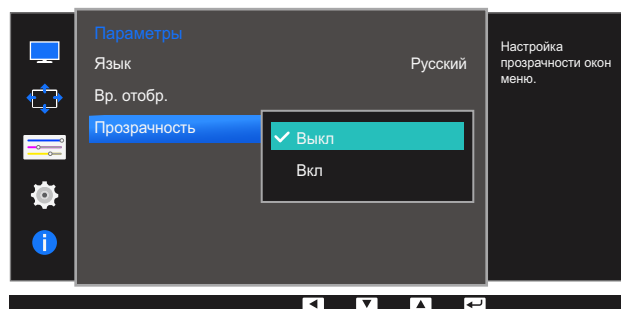 Параметры
Язык Русский
Вр. отобр.
Прозрачность
Выкл
Вкл
Настройка
прозрачности окон
меню.